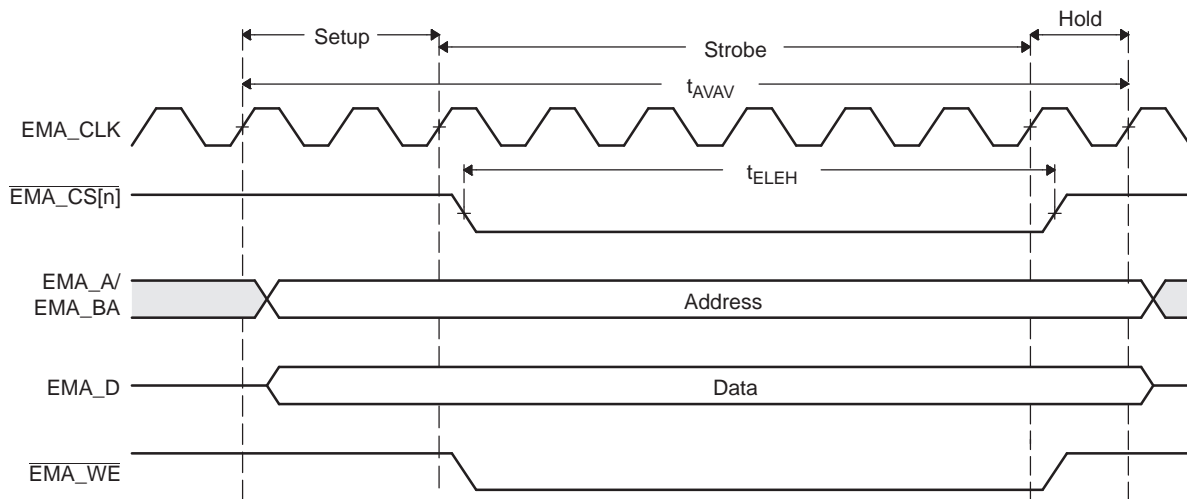 Setup
Hold
Strobe
tAVAV
EMA_CLK
tELEH
EMA_CS[n]
EMA_A/
EMA_BA
Address
EMA_D
Data
EMA_WE